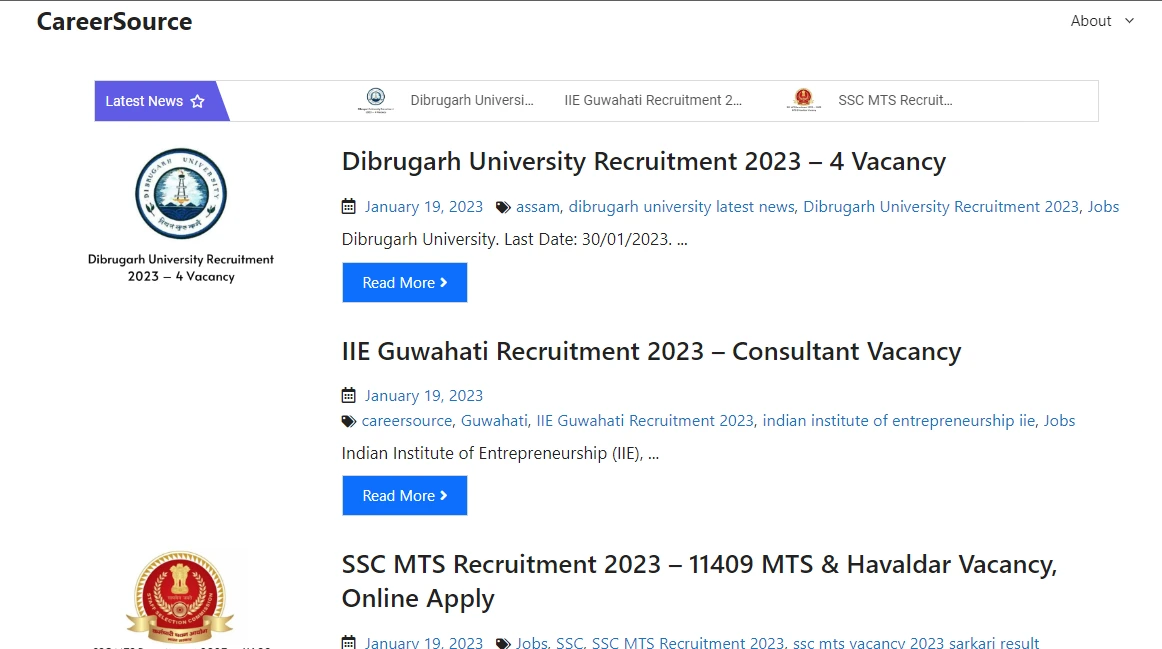 CareerSource
About
Latest News
Dibrugarh Universi...
IIE Guwahati Recruitment 2...
SSC MTS Recruit...
DIBRUGARH UNIVERSITY
Dibrugarh University Recruitment
2023 – 4 Vacancy
Dibrugarh University Recruitment 2023 – 4 Vacancy
January 19, 2023 assam, dibrugarh university latest news, Dibrugarh University Recruitment 2023, Jobs
Dibrugarh University. Last Date: 30/01/2023. ...
Read More
IIE Guwahati Recruitment 2023 – Consultant Vacancy
January 19, 2023
careersource, Guwahati, IIE Guwahati Recruitment 2023, indian institute of entrepreneurship iie, Jobs
Indian Institute of Entrepreneurship (IIE), ...
Read More
STAFF SELECTION COMMISSION
SSC MTS Recruitment 2023 – 11409 MTS & Havaldar Vacancy,
Online Apply
January 19, 2023 Jobs, SSC, SSC MTS Recruitment 2023, ssc mts vacancy 2023 sarkari result